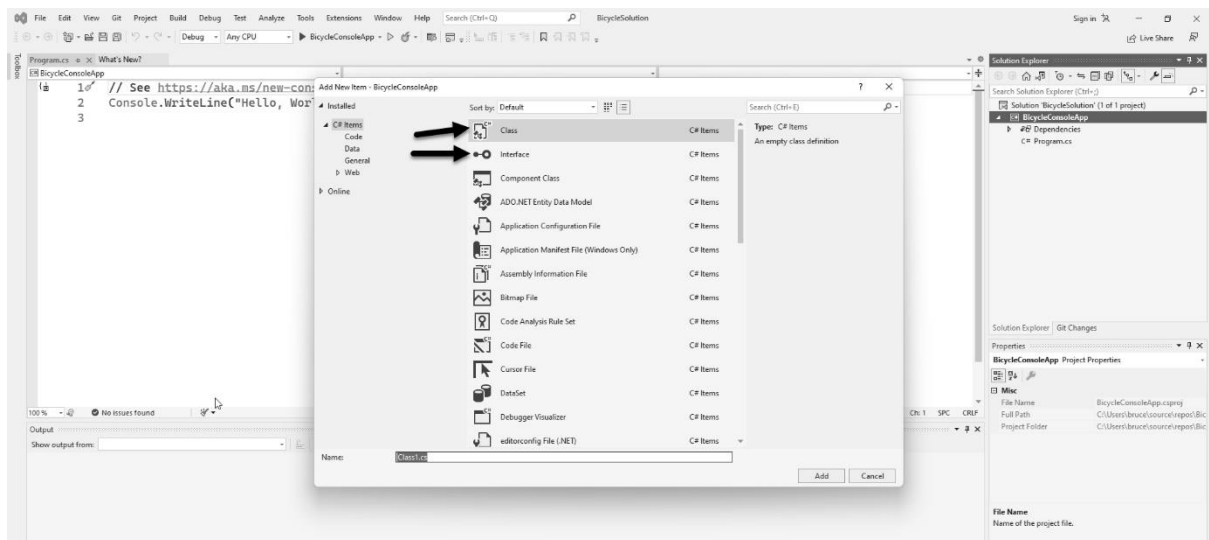 File Edit View Git Project Build Debug Test Analyze Tools Extensions Window Help Search (Ctrl+Q) BicycleSolution Sign in
Debug Any CPU BicycleConsoleApp Live Share
Toolbox
Program.cs What's New?
BicycleConsoleApp
1 // See https://aka.ms/new-con
2 Console.WriteLine("Hello, Wor
3
100 % No issues found
Ch: 1 SPC CRLF
Output
Show output from:
Add New Item - BicycleConsoleApp ?
Installed
C# Items
Code
Data
General
Web
Online
Sort by: Default
Search (Ctrl+E)
Class C# Items
Interface C# Items
Component Class C# Items
ADO.NET Entity Data Model C# Items
Application Configuration File C# Items
Application Manifest File (Windows Only) C# Items
Assembly Information File C# Items
Bitmap File C# Items
Code Analysis Rule Set C# Items
Code File C# Items
Cursor File C# Items
DataSet C# Items
Debugger Visualizer C# Items
editorconfig File (.NET) C# Items
Type: C# Items
An empty class definition
Name: Class1.cs
Add Cancel
Solution Explorer
Search Solution Explorer (Ctrl+;)
Solution 'BicycleSolution' (1 of 1 project)
BicycleConsoleApp
Dependencies
C# Program.cs
Solution Explorer Git Changes
Properties
BicycleConsoleApp Project Properties
Misc
File Name BicycleConsoleApp.csproj
Full Path C:\Users\bruce\source\repos\Bic
Project Folder C:\Users\bruce\source\repos\Bic
File Name
Name of the project file.